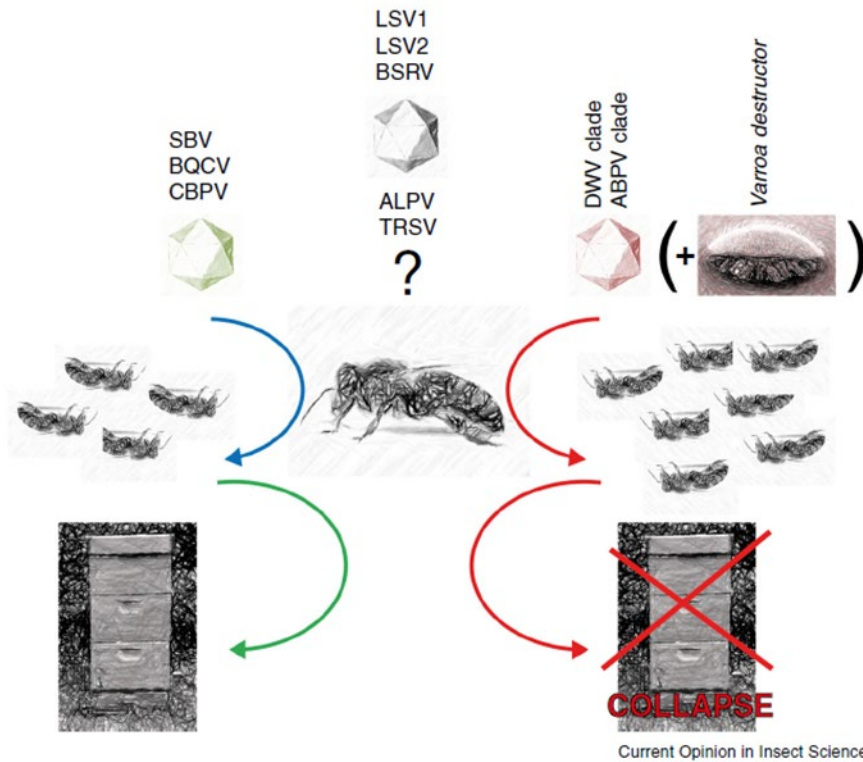 LSV1
LSV2
BSRV
SBV
BQCV
CBPV
ALPV
TRSV
?
DWV clade
ABPV clade
(+
)
Varroa destructor
COLLAPSE
Current Opinion in Insect Science